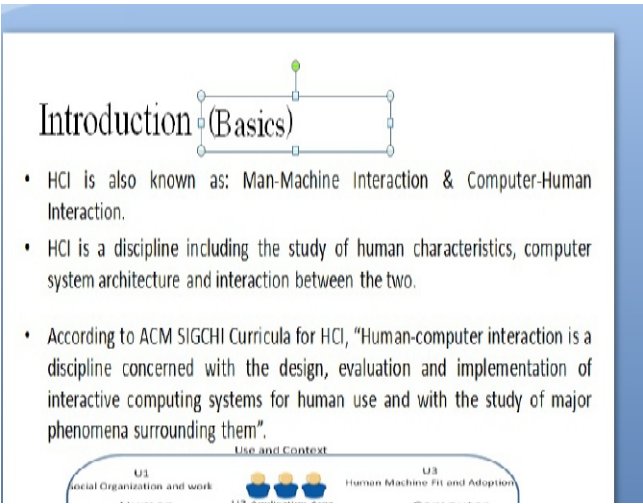 Introduction (Basics)
• HCI is also known as: Man-Machine Interaction & Computer-Human
Interaction.
• HCI is a discipline including the study of human characteristics, computer
system architecture and interaction between the two.
• According to ACM SIGCHI Curricula for HCI, “Human-computer interaction is a
discipline concerned with the design, evaluation and implementation of
interactive computing systems for human use and with the study of major
phenomena surrounding them”.
Use and Context
U1
U3
Social Organization and work
Human Machine Fit and Adoption